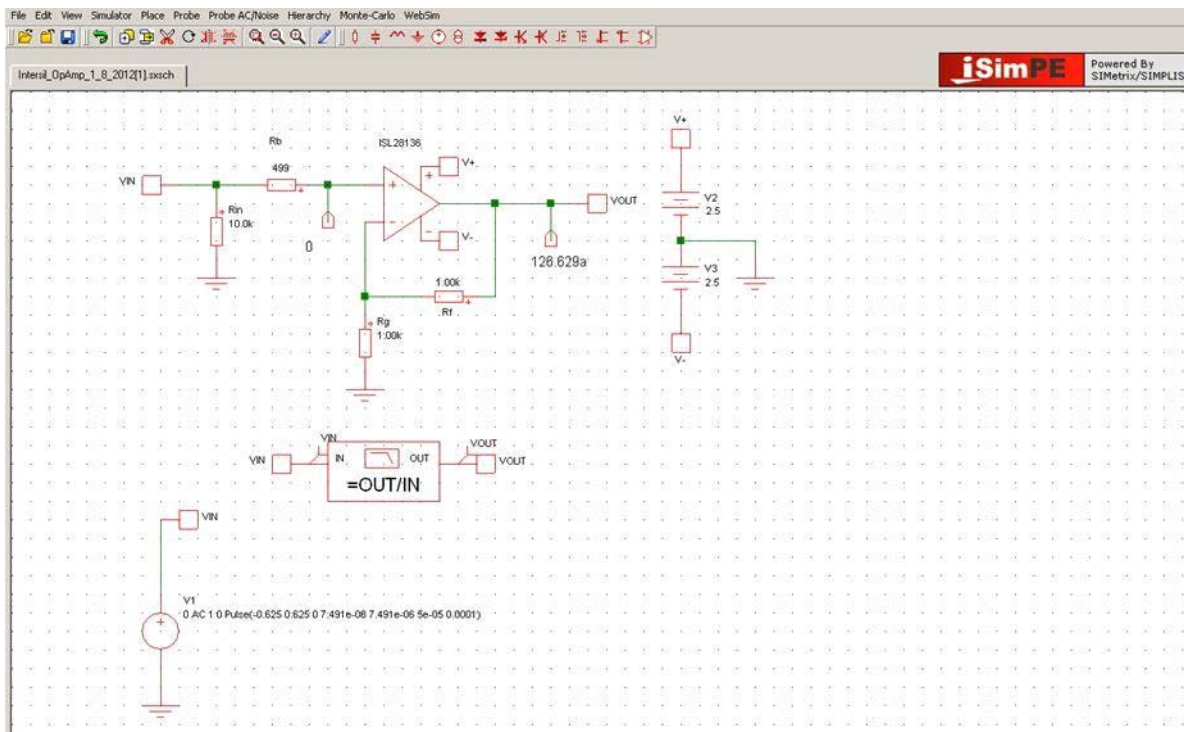 File Edit View Simulator Place Probe Probe AC/Noise Hierarchy Monte-Carlo WebSim
Intersil_OpAmp_1_8_2012[1].sxsch
iSimPE
Powered By
SIMetrix/SIMPLIS
Rb
499
VIN
Rin
10.0k
0
ISL28136
V+
+
-
+
-
V-
VOUT
128.629a
1.00k
Rf
Rg
1.00k
V+
V2
2.5
V3
2.5
V-
VIN
VIN
IN
OUT
=OUT/IN
VOUT
VOUT
VIN
V1
0 AC 1 0 Pulse(-0.625 0.625 0 7.491e-08 7.491e-08 5e-05 0.0001)
+